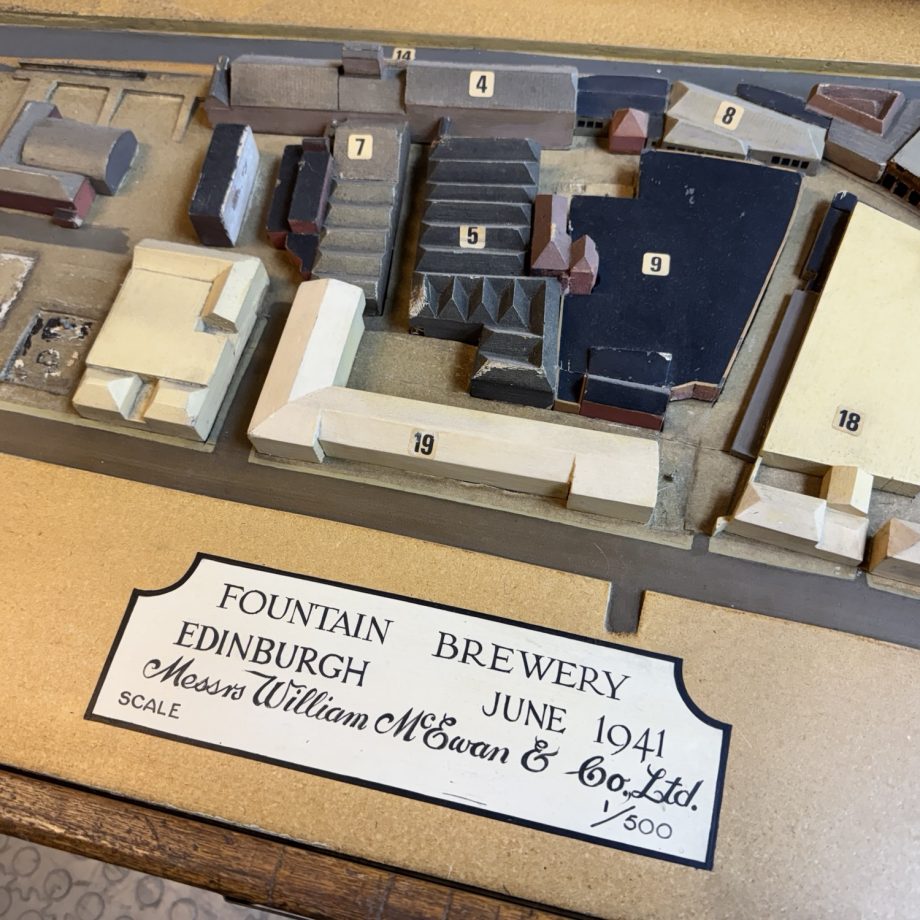 14
4
8
7
5
9
18
19
FOUNTAIN BREWERY
EDINBURGH JUNE 1941
Messrs William McEwan & Co., Ltd.
SCALE 1/500